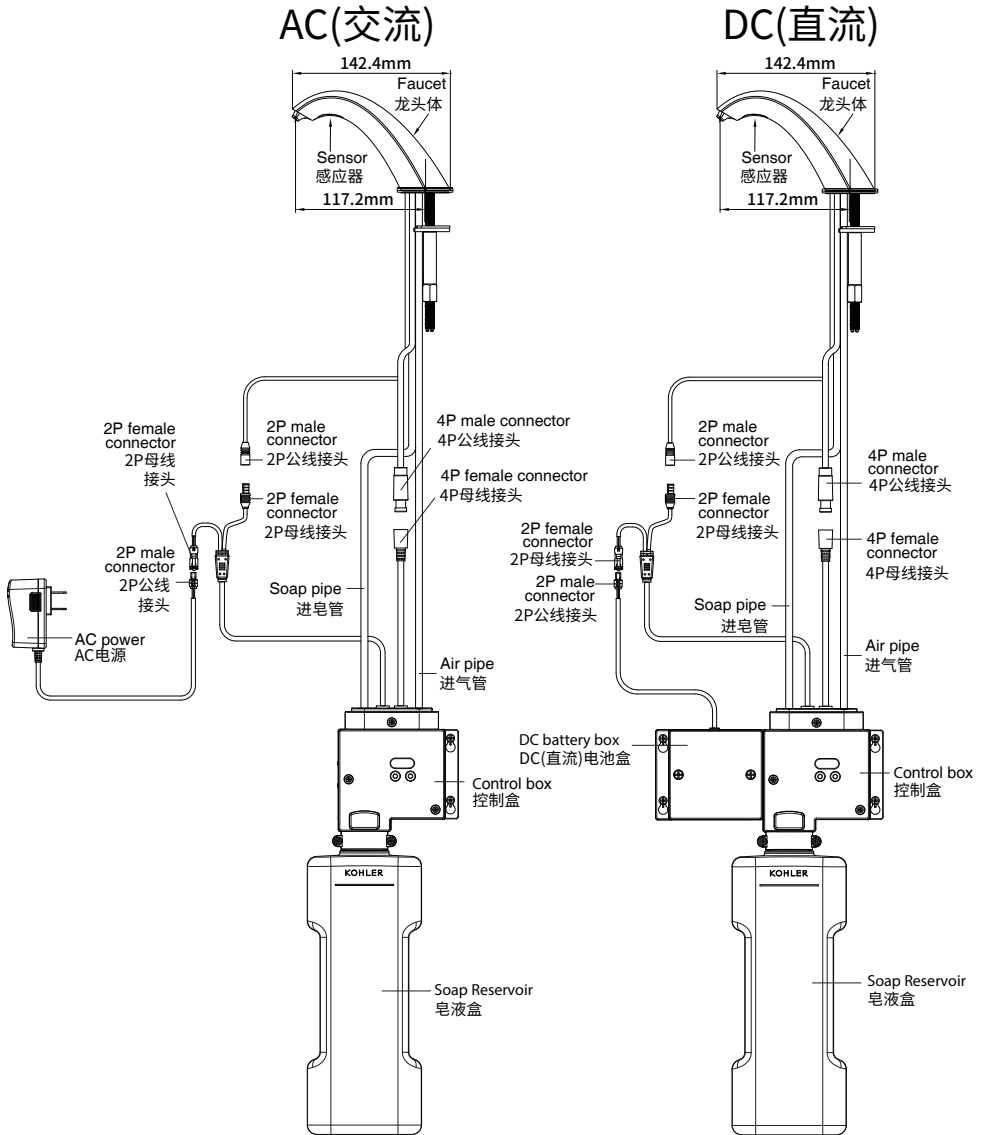 AC(交流)
142.4mm
Faucet
龙头体
Sensor
感应器
117.2mm
2P female
connector
2P母线
接头
2P male
connector
2P公线接头
4P male connector
4P公线接头
4P female connector
4P母线接头
2P female
connector
2P母线接头
2P male
connector
2P公线
接头
Soap pipe
进皂管
AC power
AC电源
Air pipe
进气管
Control box
控制盒
KOHLER
Soap Reservoir
皂液盒
DC(直流)
142.4mm
Faucet
龙头体
Sensor
感应器
117.2mm
2P male
connector
2P公线接头
4P male
connector
4P公线接头
2P female
connector
2P母线接头
2P female
connector
2P母线接头
4P female
connector
4P母线接头
2P male
connector
2P公线接头
Soap pipe
进皂管
Air pipe
进气管
DC battery box
DC(直流)电池盒
Control box
控制盒
KOHLER
Soap Reservoir
皂液盒